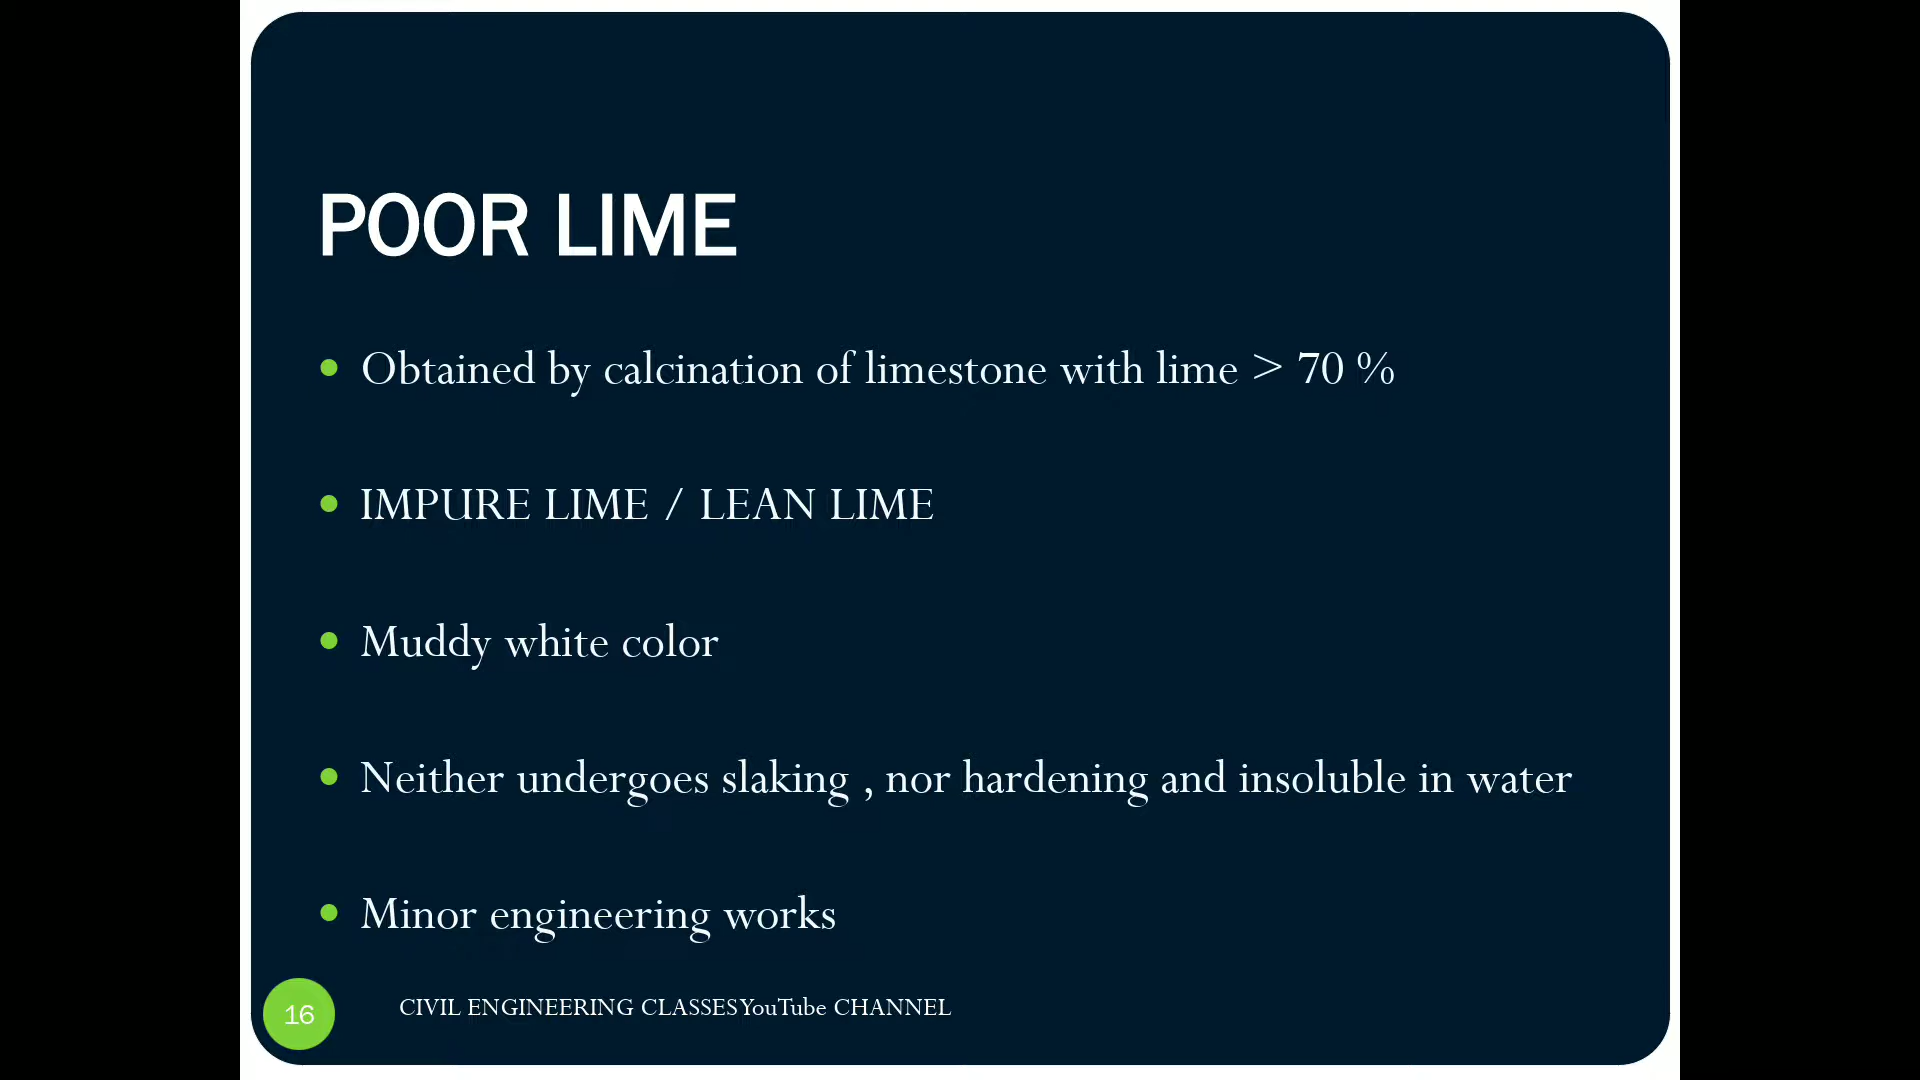 POOR LIME
Obtained by calcination of limestone with lime > 70 %
IMPURE LIME / LEAN LIME
Muddy white color
Neither undergoes slaking , nor hardening and insoluble in water
Minor engineering works
16
CIVIL ENGINEERING CLASSES YouTube CHANNEL